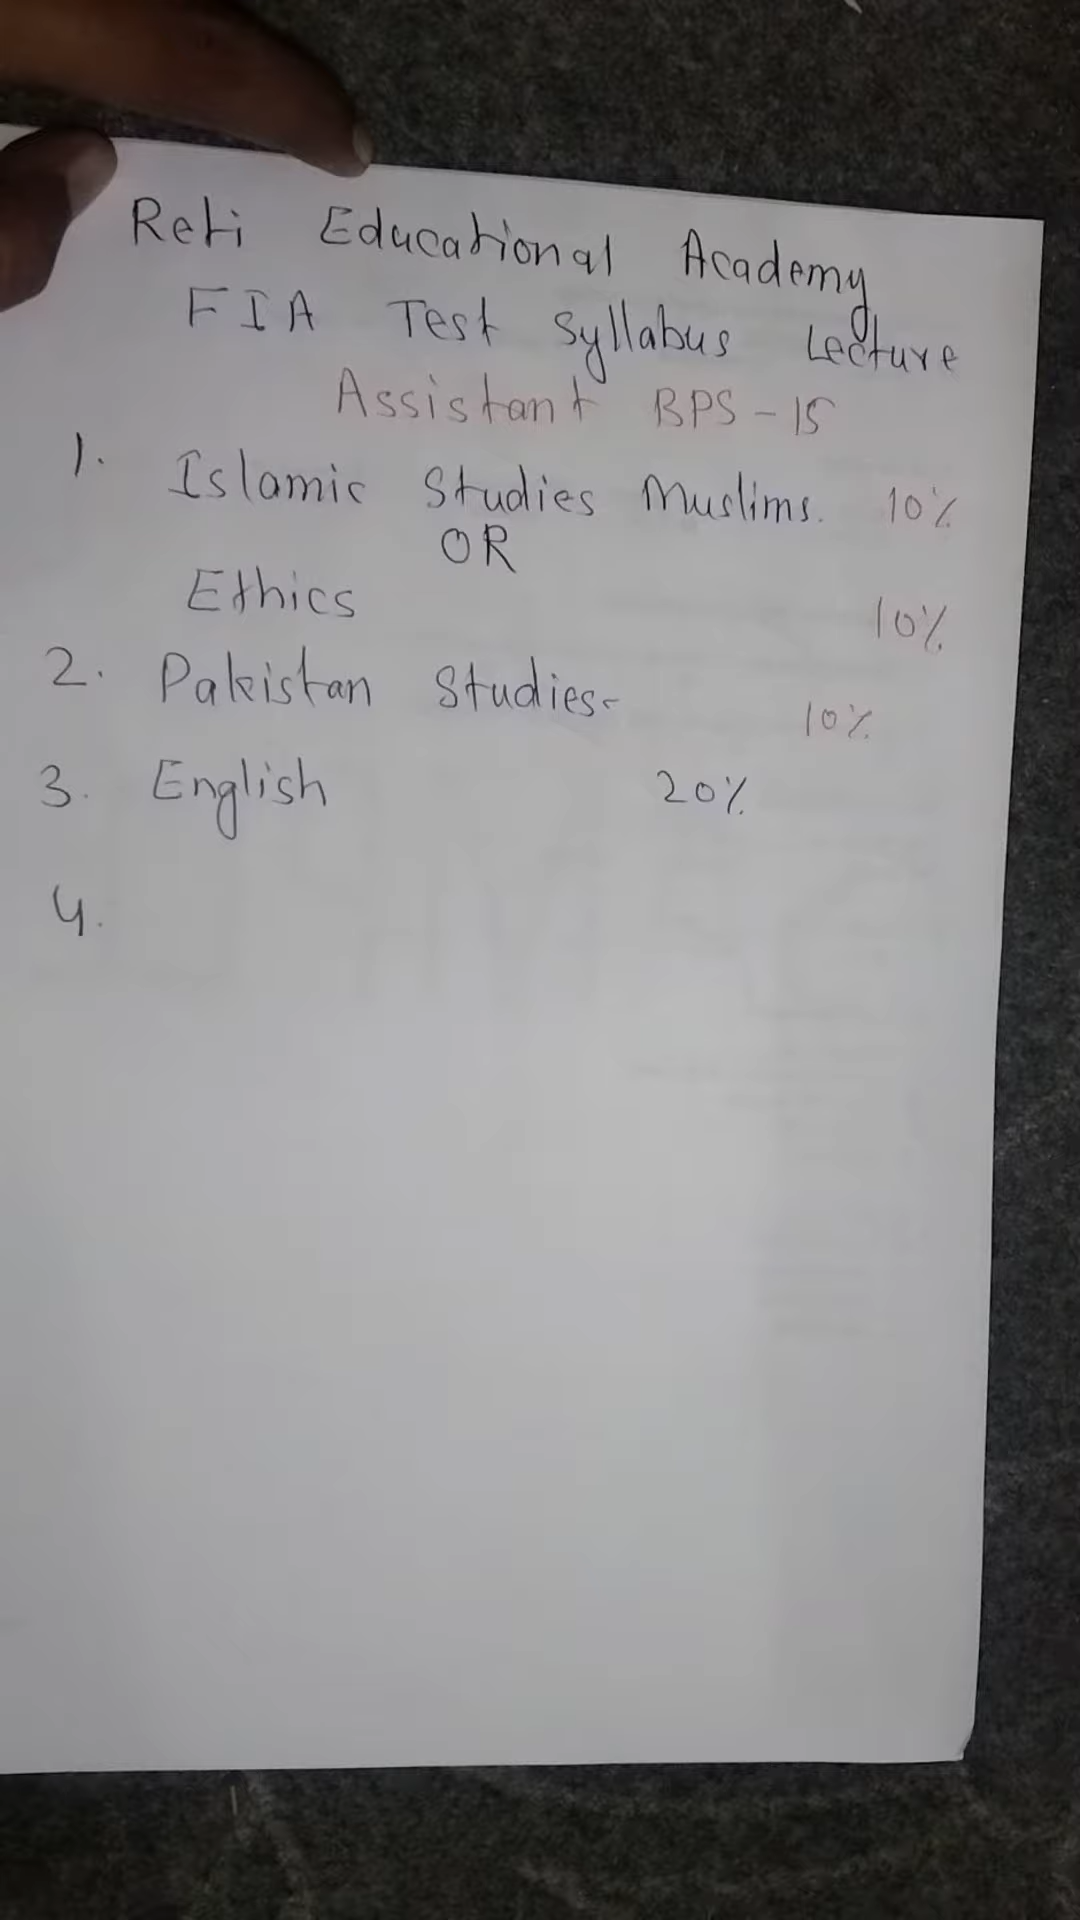 Reti Educational Academy
FIA Test Syllabus Lecture
Assistant BPS-15
1. Islamic Studies Muslims. 10%
OR
Ethics 10%
2. Pakistan Studies- 10%
3. English 20%
4.